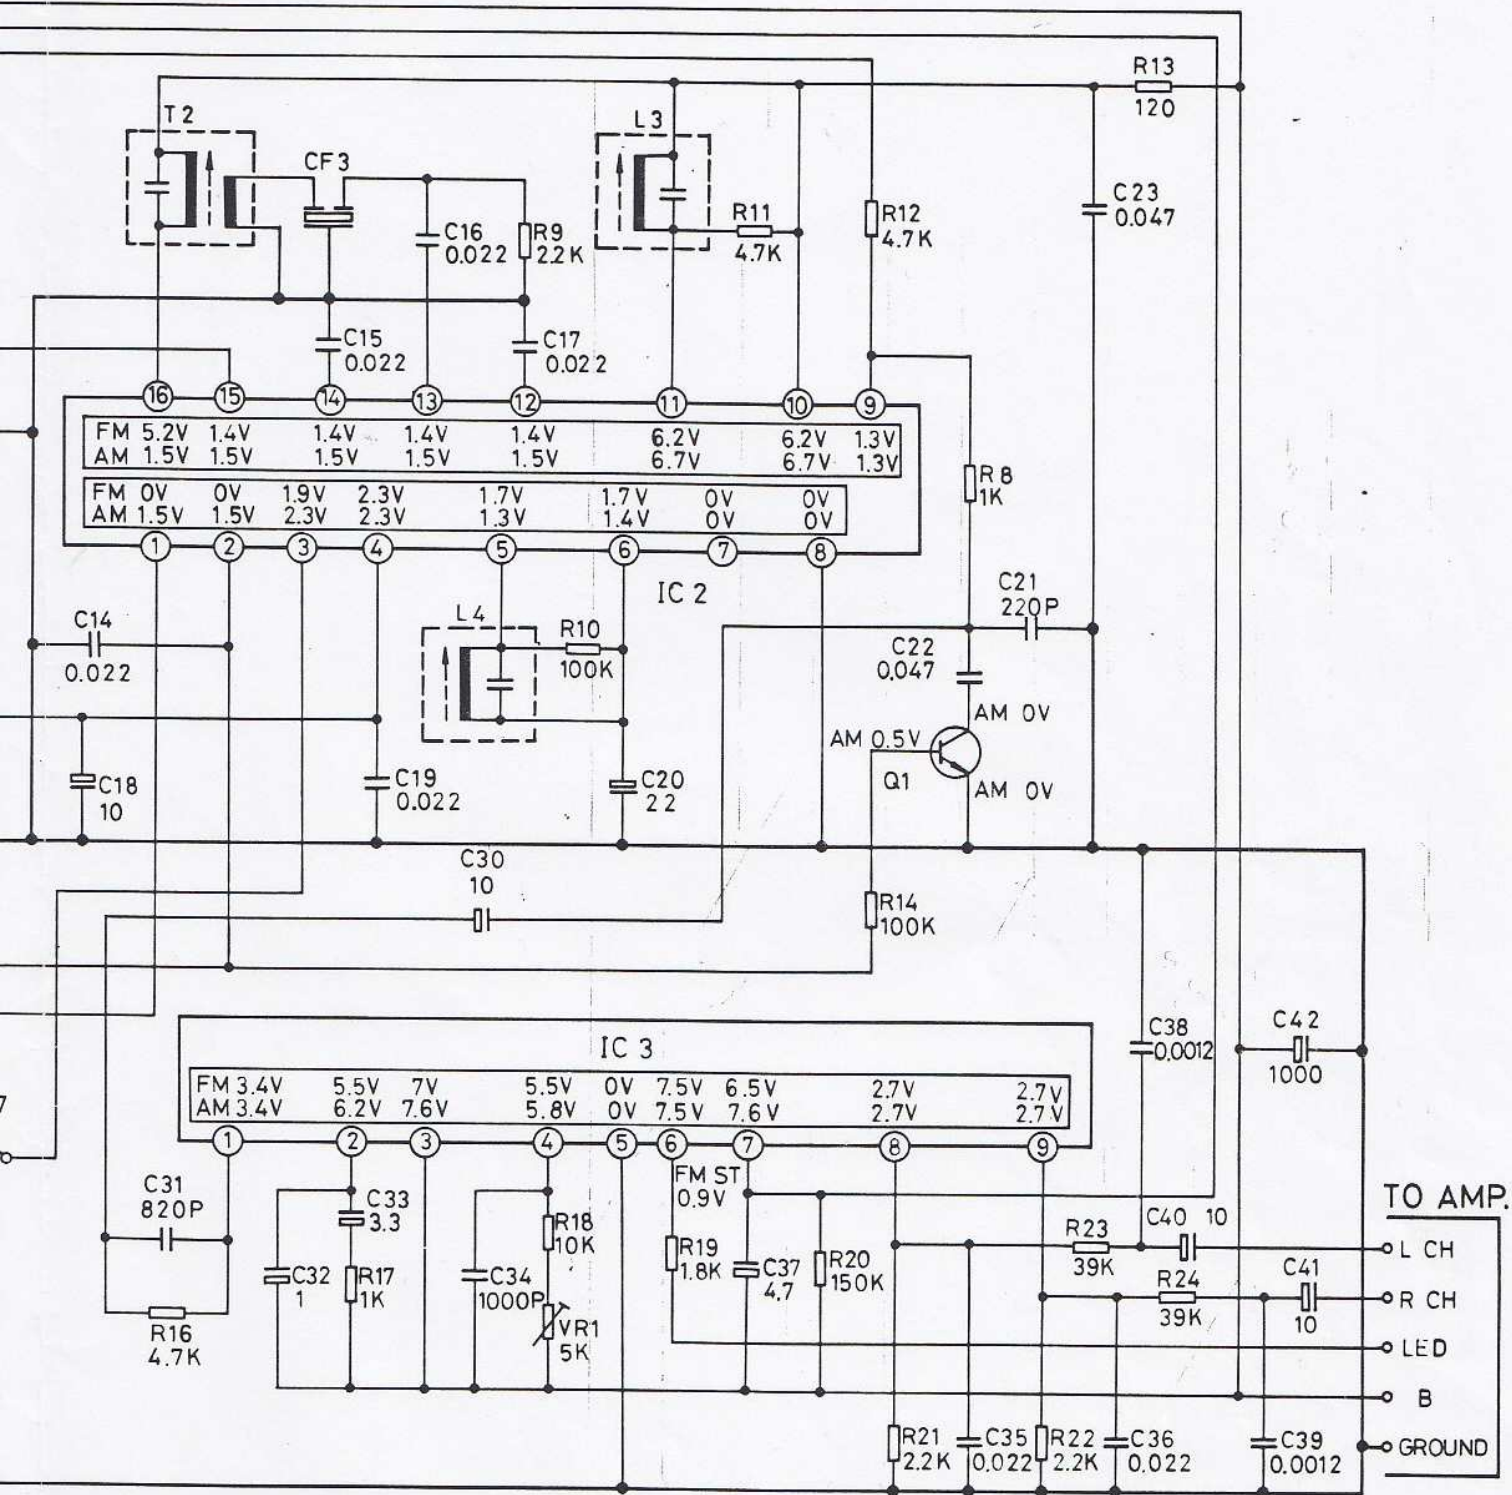 R13
120
T2
L3
CF3
C23
0.047
R11
4.7K
R12
4.7K
C16
0.022
R9
2.2K
C15
0.022
C17
0.022
16 15 14 13 12 11 10 9
FM 5.2V 1.4V 1.4V 1.4V 1.4V 6.2V 6.2V 1.3V
AM 1.5V 1.5V 1.5V 1.5V 1.5V 6.7V 6.7V 1.3V
FM 0V 0V 1.9V 2.3V 1.7V 1.7V 0V 0V
AM 1.5V 1.5V 2.3V 2.3V 1.3V 1.4V 0V 0V
1 2 3 4 5 6 7 8
R8
1K
IC 2
C21
220P
C14
0.022
L4
R10
100K
C22
0.047
AM 0V
AM 0.5V
Q1
AM 0V
C18
10
C19
0.022
C20
22
C30
10
R14
100K
C38
0.0012
C42
1000
IC 3
FM 3.4V 5.5V 7V 5.5V 0V 7.5V 6.5V 2.7V 2.7V
AM 3.4V 6.2V 7.6V 5.8V 0V 7.5V 7.6V 2.7V 2.7V
1 2 3 4 5 6 7 8 9
7
FM ST
0.9V
C31
820P
C33
3.3
R18
10K
R19
1.8K
C37
4.7
R20
150K
R23
39K
C40 10
TO AMP.
L CH
C32
1
R17
1K
C34
1000P
VR1
5K
R24
39K
C41
10
R CH
R16
4.7K
LED
B
R21
2.2K
C35
0.022
R22
2.2K
C36
0.022
C39
0.0012
GROUND